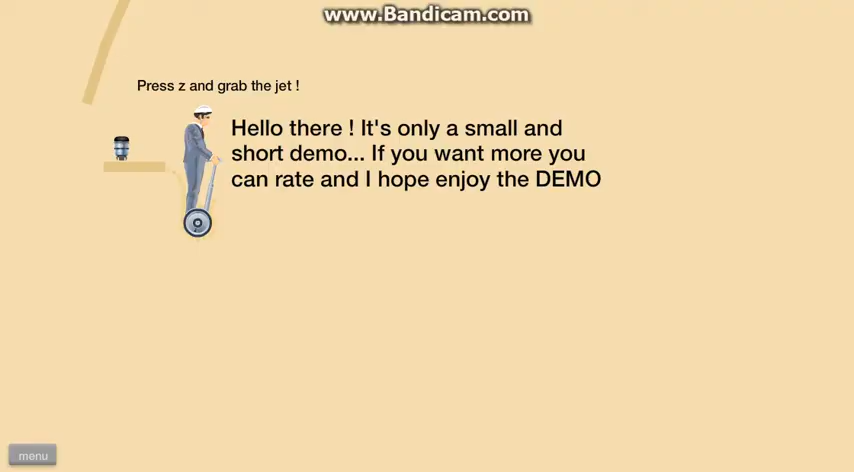 www.Bandicam.com
Press z and grab the jet !
Hello there ! It's only a small and
short demo... If you want more you
can rate and I hope enjoy the DEMO
menu